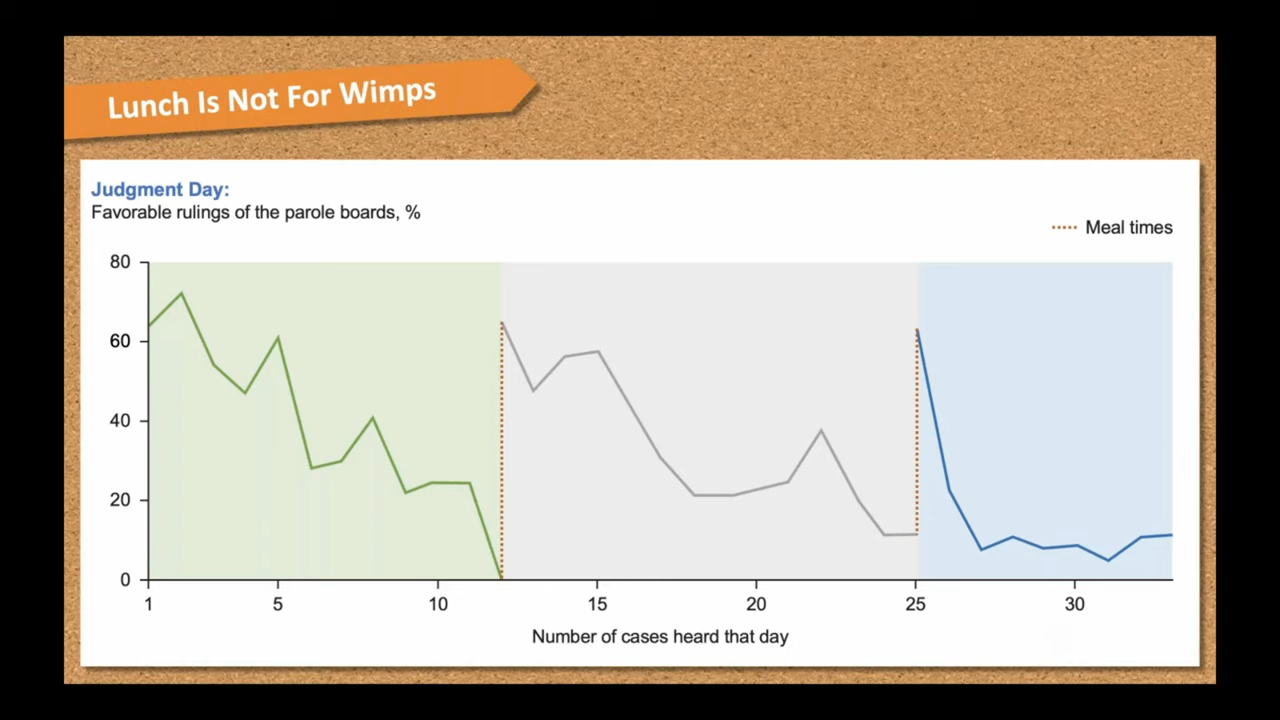 Lunch Is Not For Wimps
Judgment Day:
Favorable rulings of the parole boards, %
Meal times
80
60
40
20
0
1 5 10 15 20 25 30
Number of cases heard that day